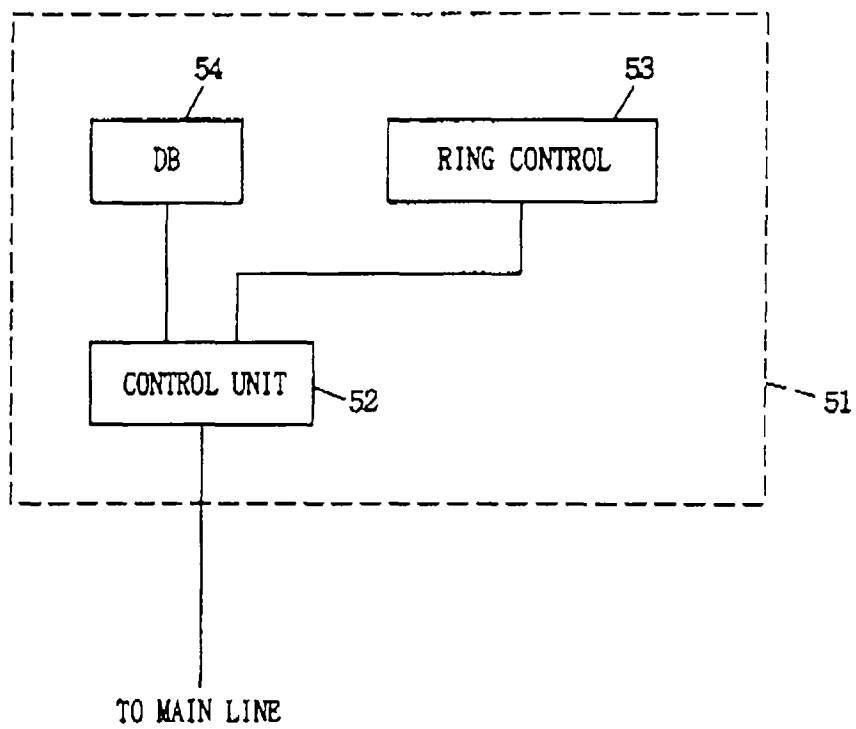 54
53
DB
RING CONTROL
CONTROL UNIT
52
51
TO MAIN LINE